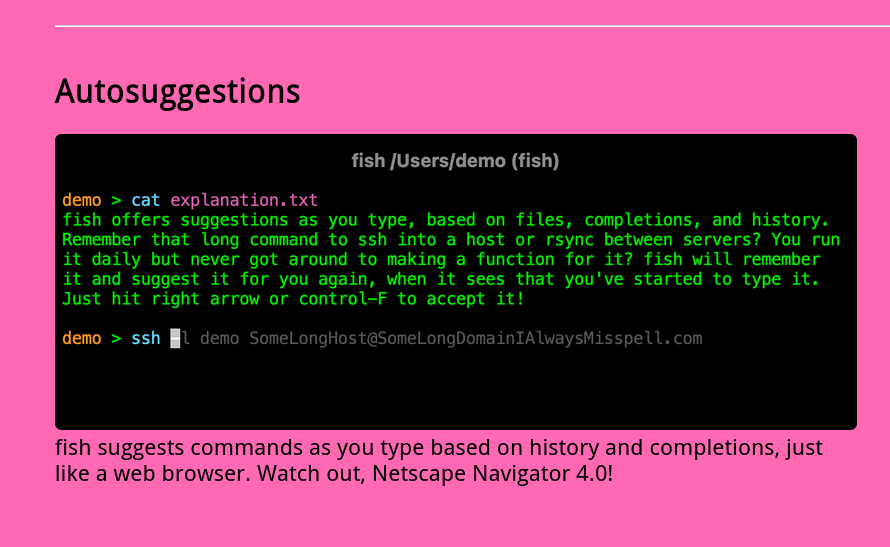 Autosuggestions
fish /Users/demo (fish)
demo > cat explanation.txt
fish offers suggestions as you type, based on files, completions, and history.
Remember that long command to ssh into a host or rsync between servers? You run
it daily but never got around to making a function for it? fish will remember
it and suggest it for you again, when it sees that you've started to type it.
Just hit right arrow or control-F to accept it!
demo > ssh -l demo SomeLongHost@SomeLongDomainIAlwaysMisspell.com
fish suggests commands as you type based on history and completions, just
like a web browser. Watch out, Netscape Navigator 4.0!